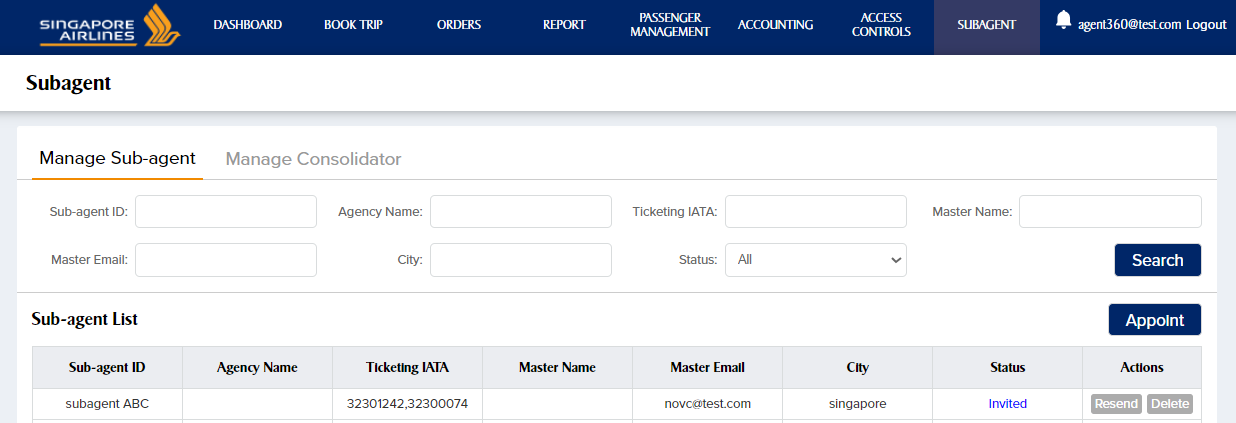 SINGAPORE AIRLINES DASHBOARD BOOK TRIP ORDERS REPORT PASSENGER MANAGEMENT ACCOUNTING ACCESS CONTROLS SUBAGENT agent360@test.com Logout
Subagent
Manage Sub-agent Manage Consolidator
Sub-agent ID: Agency Name: Ticketing IATA: Master Name:
Master Email: City: Status: All Search
Sub-agent List Appoint
Sub-agent ID Agency Name Ticketing IATA Master Name Master Email City Status Actions
subagent ABC 32301242,32300074 novc@test.com singapore Invited Resend Delete